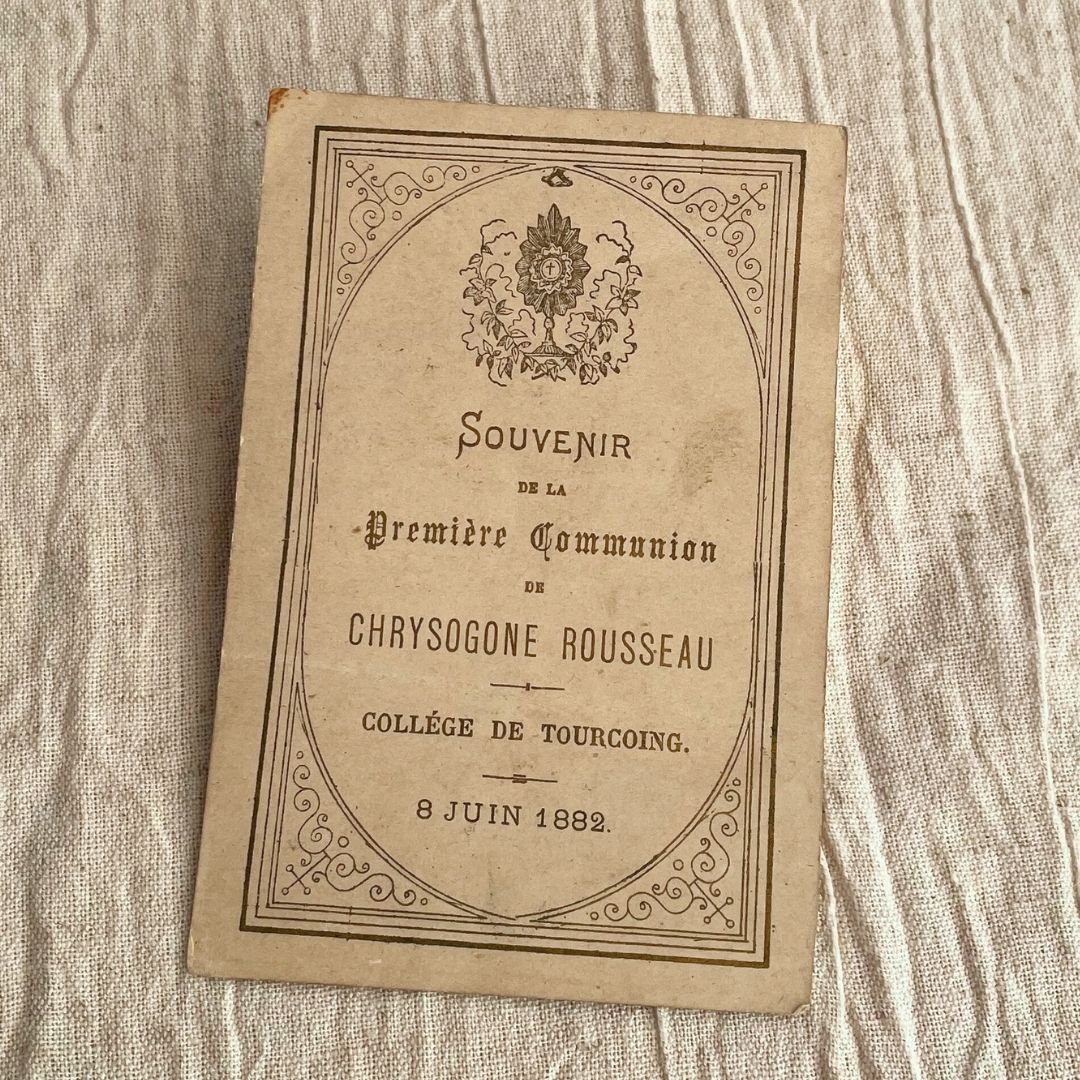 SOUVENIR
DE LA
Première Communion
DE
CHRYSOGONE ROUSSEAU
COLLÉGE DE TOURCOING.
8 JUIN 1882.